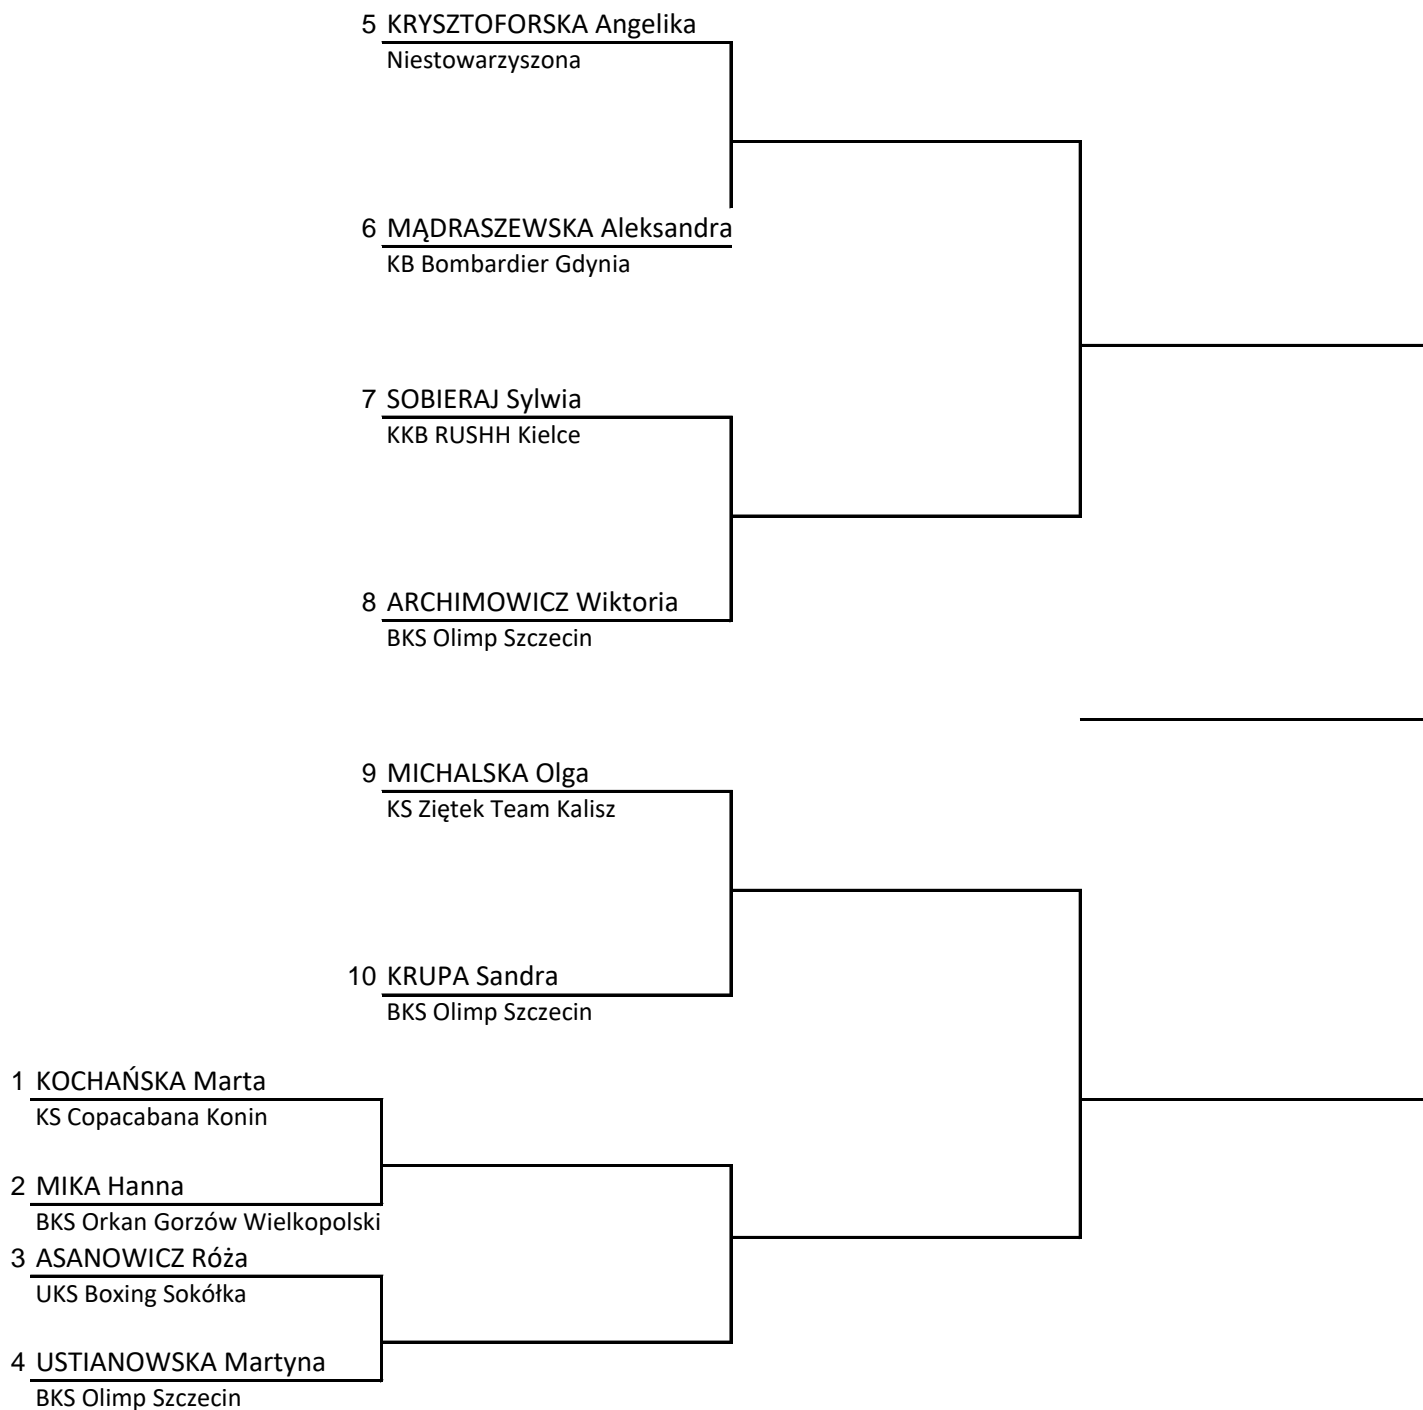 5 KRYSZTOFORSKA Angelika
Niestowarzyszona
6 MĄDRASZEWSKA Aleksandra
KB Bombardier Gdynia
7 SOBIERAJ Sylwia
KKB RUSHH Kielce
8 ARCHIMOWICZ Wiktoria
BKS Olimp Szczecin
9 MICHALSKA Olga
KS Ziętek Team Kalisz
10 KRUPA Sandra
BKS Olimp Szczecin
1 KOCHAŃSKA Marta
KS Copacabana Konin
2 MIKA Hanna
BKS Orkan Gorzów Wielkopolski
3 ASANOWICZ Róża
UKS Boxing Sokółka
4 USTIANOWSKA Martyna
BKS Olimp Szczecin